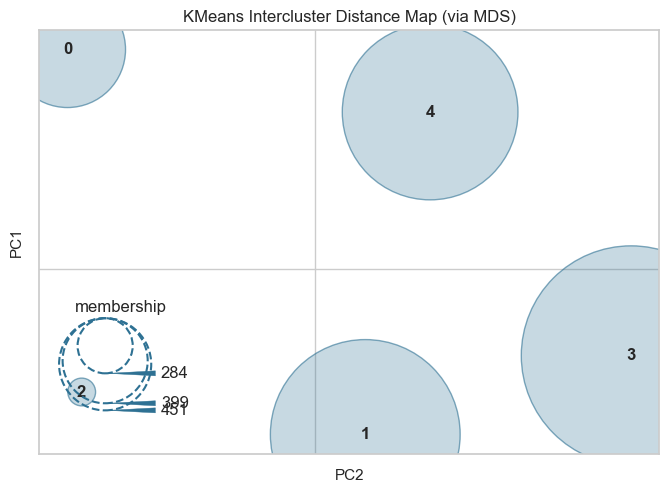 KMeans Intercluster Distance Map (via MDS)
0
4
PC1
membership
284
2
399
451
3
1
PC2